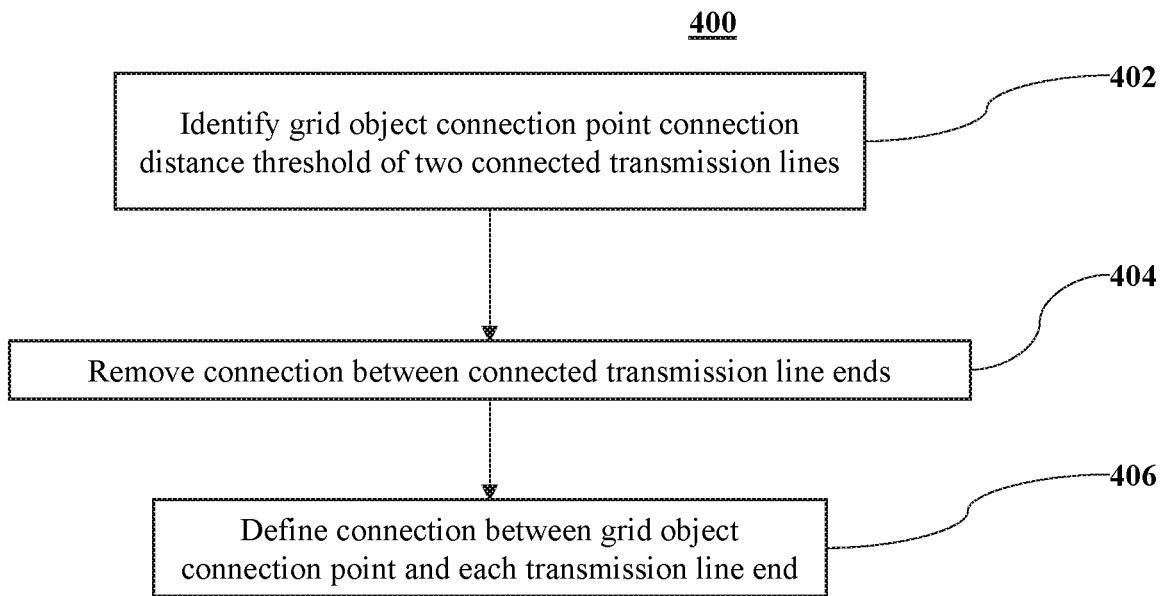 400
402
Identify grid object connection point connection
distance threshold of two connected transmission lines
404
Remove connection between connected transmission line ends
406
Define connection between grid object
connection point and each transmission line end